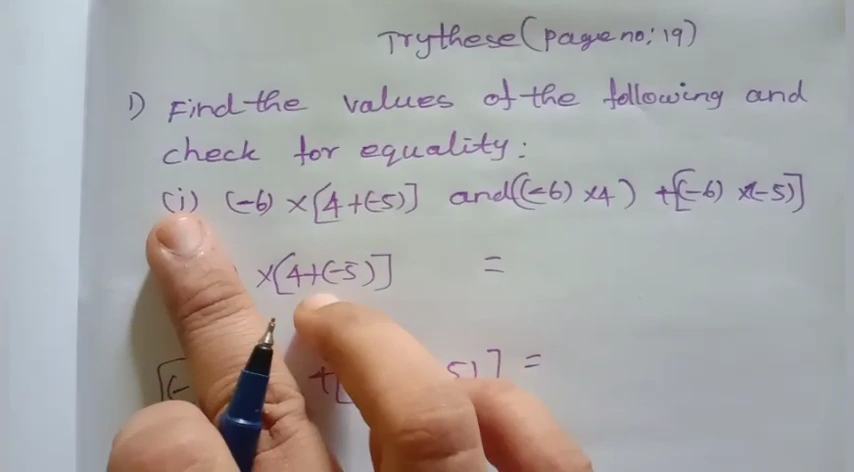 Try these (page no: 19)
1) Find the values of the following and
check for equality:
(i) (-6) × [4+(-5)] and ((-6) ×4) +[(-6) ×(-5)]
×[4+(-5)] =
[(- +[ 5)] =